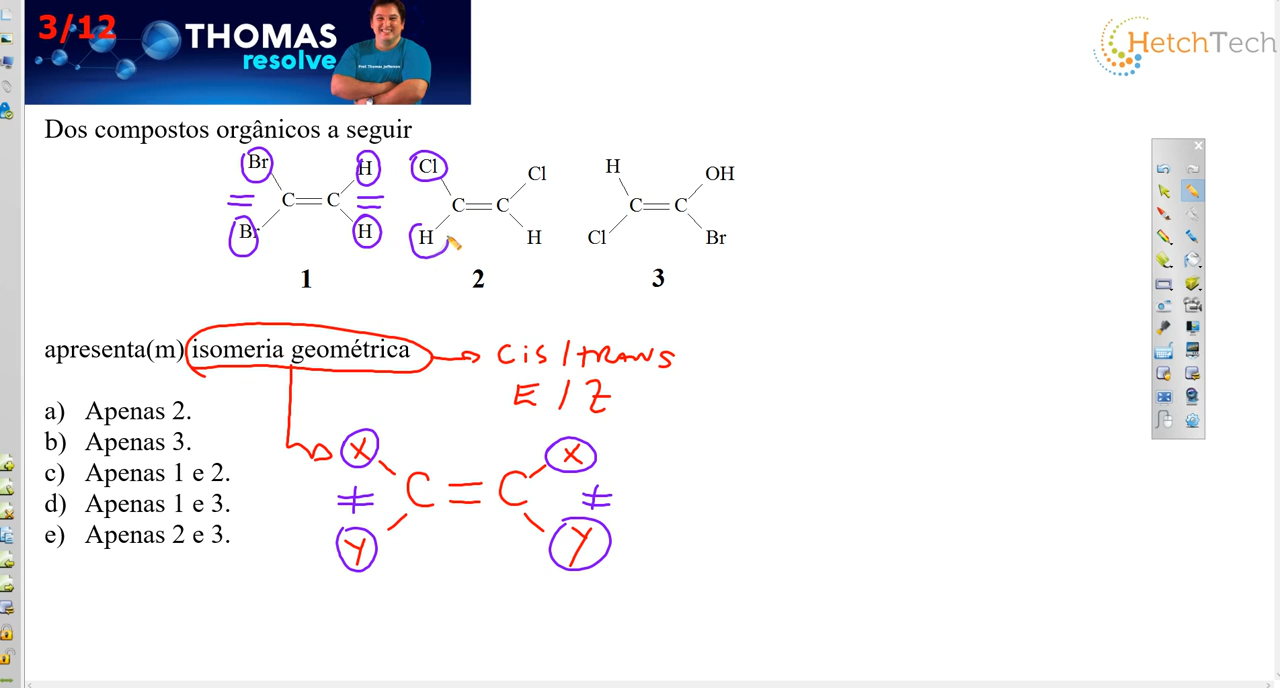 3/12
THOMAS
resolve
Prof. Thomas Jefferson
HetchTech
Dos compostos orgânicos a seguir
Br H Cl Cl H OH
C=C C=C C=C
Br H H H Cl Br
1 2 3
apresenta(m) isomeria geométrica → Cis / TRANS
E / Z
a) Apenas 2.
b) Apenas 3.
c) Apenas 1 e 2.
d) Apenas 1 e 3.
e) Apenas 2 e 3.
X X
= = ≠ C = C ≠
Y Y